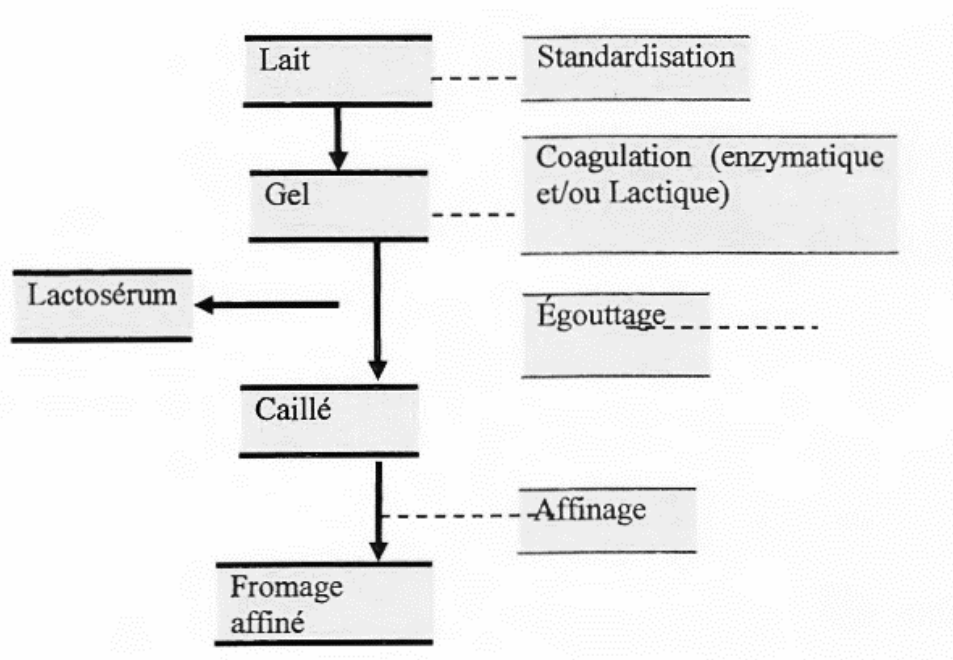 Lait
Standardisation
Coagulation (enzymatique
et/ou Lactique)
Gel
Lactosérum
Égouttage
Caillé
Affinage
Fromage
affiné